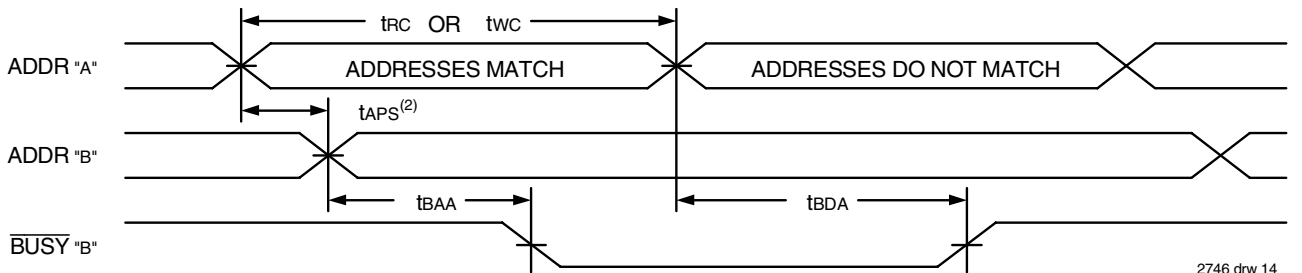 tRC OR tWC
ADDR "A"
ADDRESSES MATCH
ADDRESSES DO NOT MATCH
tAPS(2)
ADDR "B"
tBAA
tBDA
BUSY "B"
2746 drw 14